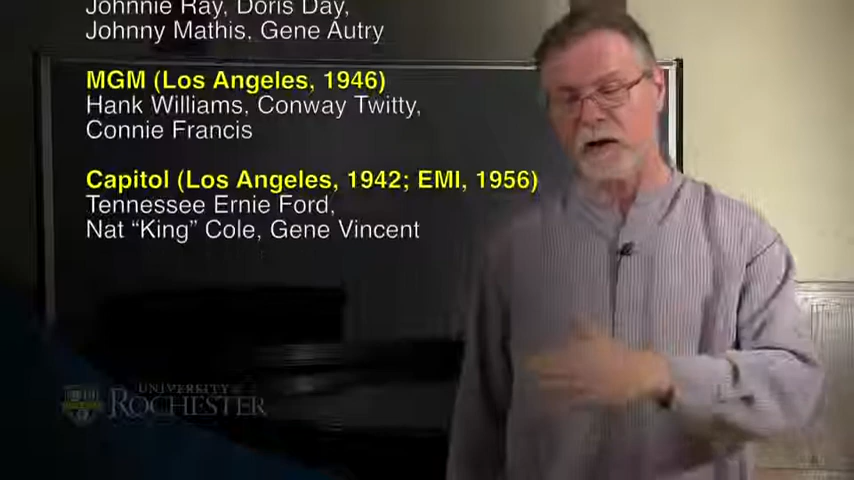 Johnnie Ray, Doris Day,
Johnny Mathis, Gene Autry
MGM (Los Angeles, 1946)
Hank Williams, Conway Twitty,
Connie Francis
Capitol (Los Angeles, 1942; EMI, 1956)
Tennessee Ernie Ford,
Nat “King” Cole, Gene Vincent
UNIVERSITY of
ROCHESTER